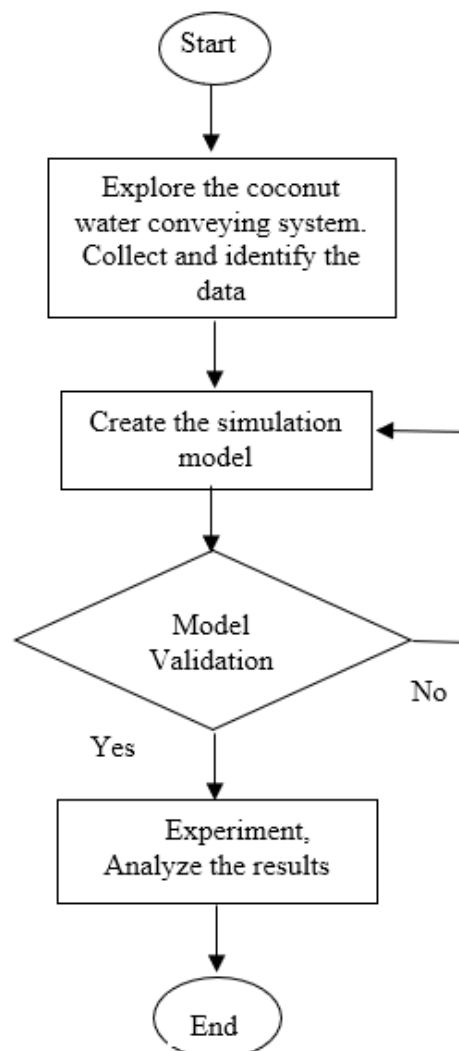 Start
Explore the coconut
water conveying system.
Collect and identify the
data
Create the simulation
model
Model
Validation
No
Yes
Experiment,
Analyze the results
End